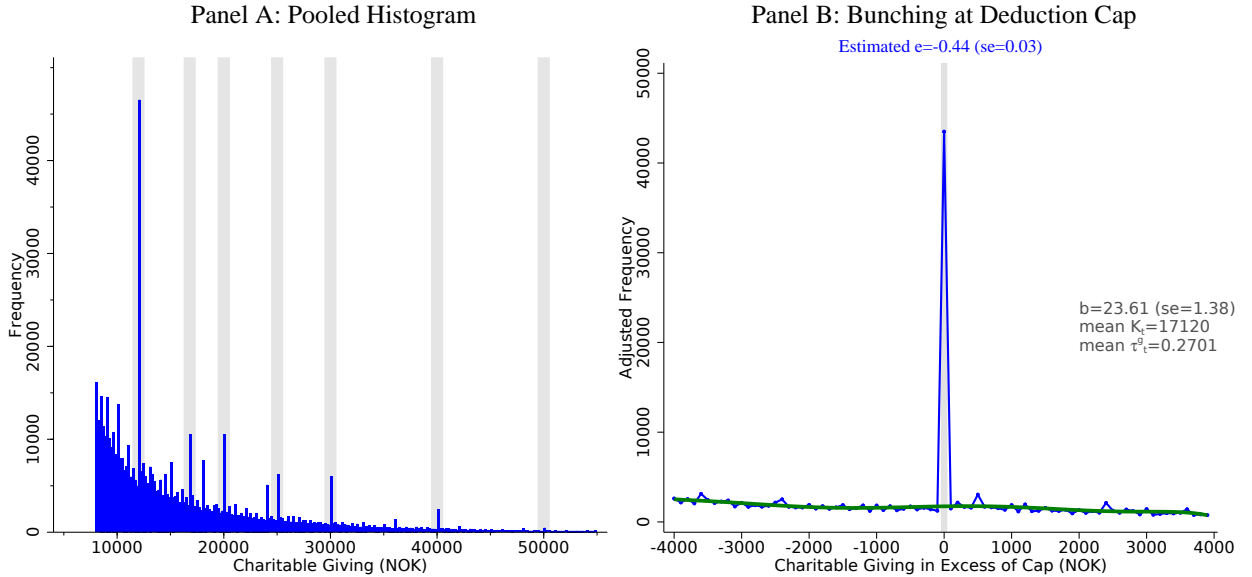 Panel A: Pooled Histogram
Frequency
0
10000
20000
30000
40000
10000
20000
30000
40000
50000
Charitable Giving (NOK)
Panel B: Bunching at Deduction Cap
Estimated e=-0.44 (se=0.03)
Adjusted Frequency
0
10000
20000
30000
40000
50000
b=23.61 (se=1.38)
mean Kₜ=17120
mean τᵍₜ=0.2701
-4000
-3000
-2000
-1000
0
1000
2000
3000
4000
Charitable Giving in Excess of Cap (NOK)